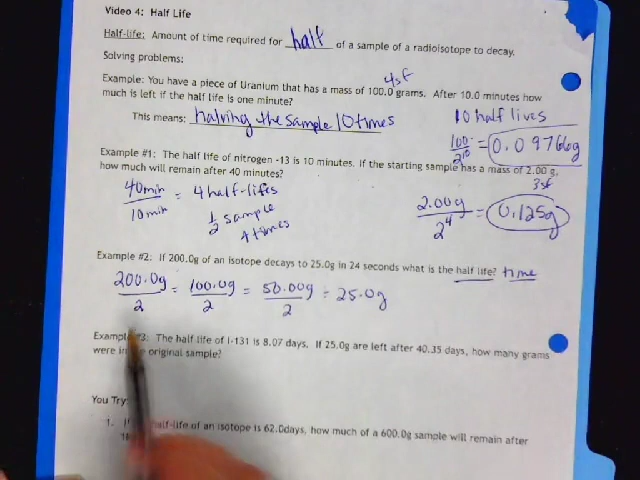 Video 4: Half Life
Half-life: Amount of time required for half of a sample of a radioisotope to decay.
Solving problems:
4sf
Example: You have a piece of Uranium that has a mass of 100.0 grams. After 10.0 minutes how
much is left if the half life is one minute?
10 half lives
This means: halving the sample 10 times
100/2^10 = 0.09766g
Example #1: The half life of nitrogen -13 is 10 minutes. If the starting sample has a mass of 2.00 g,
how much will remain after 40 minutes?
3sf
40min/10min = 4 half-lifes
1/2 sample
4 times
2.00g/2^4 = 0.125g
Example #2: If 200.0g of an isotope decays to 25.0g in 24 seconds what is the half life? time
200.0g/2 = 100.0g/2 = 50.00g/2 = 25.0g
Example #3: The half life of I-131 is 8.07 days. If 25.0g are left after 40.35 days, how many grams
were in original sample?
You Try:
1. half-life of an isotope is 62.0days, how much of a 600.0g sample will remain after